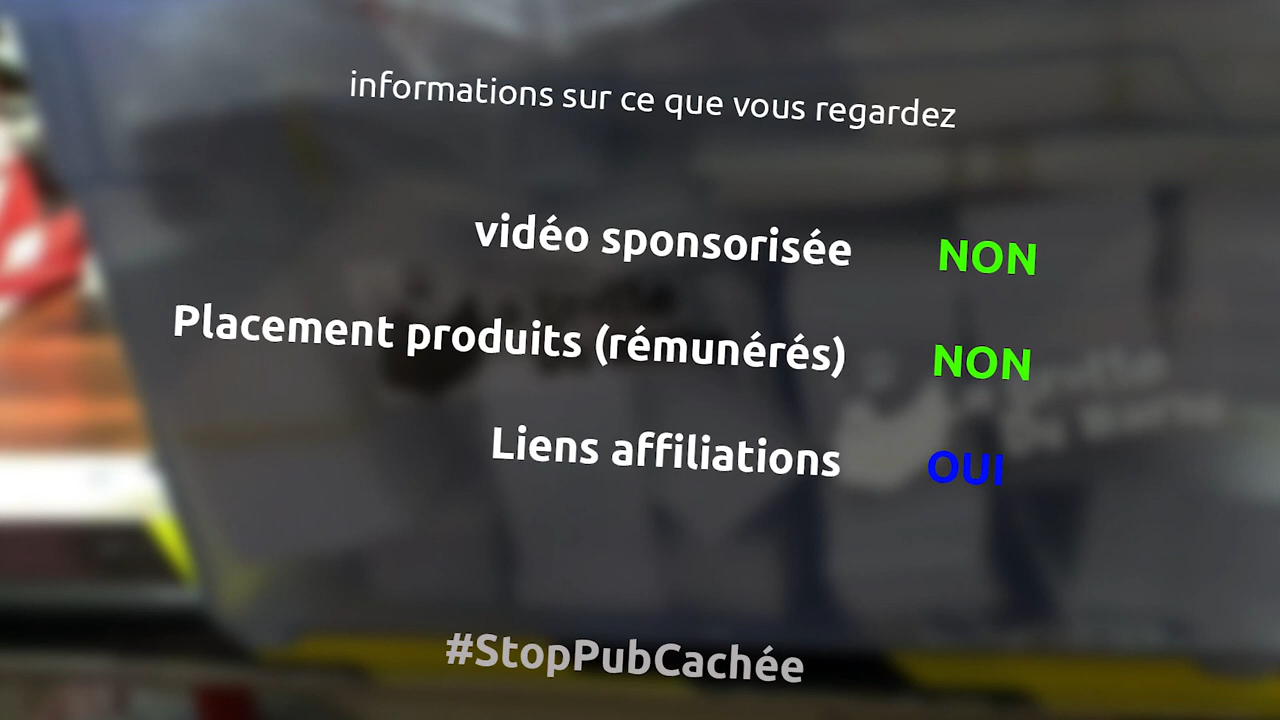 informations sur ce que vous regardez
vidéo sponsorisée NON
Placement produits (rémunérés) NON
Liens affiliations OUI
#StopPubCachée